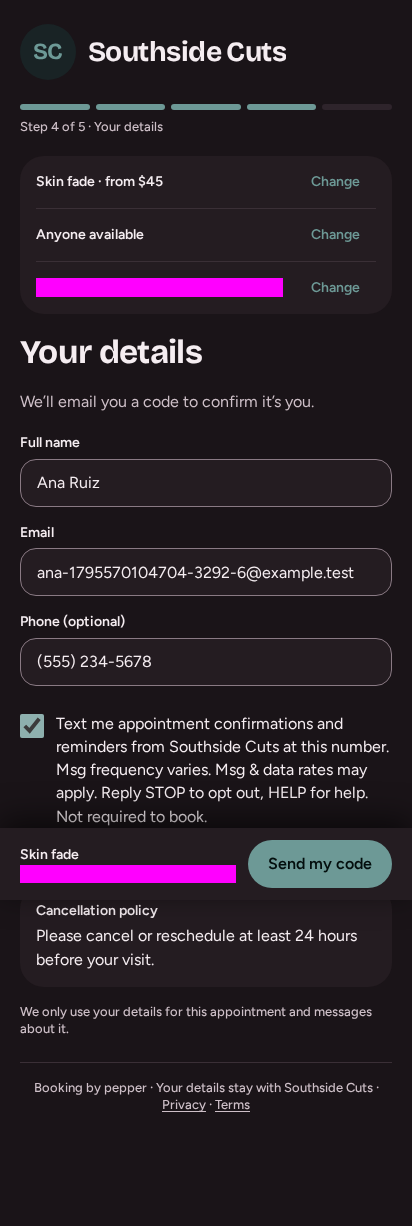 SC
Southside Cuts
Step 4 of 5 · Your details
Skin fade · from $45
Change
Anyone available
Change
Change
Your details
We’ll email you a code to confirm it’s you.
Full name
Ana Ruiz
Email
ana-1795570104704-3292-6@example.test
Phone (optional)
(555) 234-5678
Text me appointment confirmations and
reminders from Southside Cuts at this number.
Msg frequency varies. Msg & data rates may
apply. Reply STOP to opt out, HELP for help.
Not required to book.
Skin fade
Send my code
Cancellation policy
Please cancel or reschedule at least 24 hours
before your visit.
We only use your details for this appointment and messages
about it.
Booking by pepper · Your details stay with Southside Cuts ·
Privacy · Terms